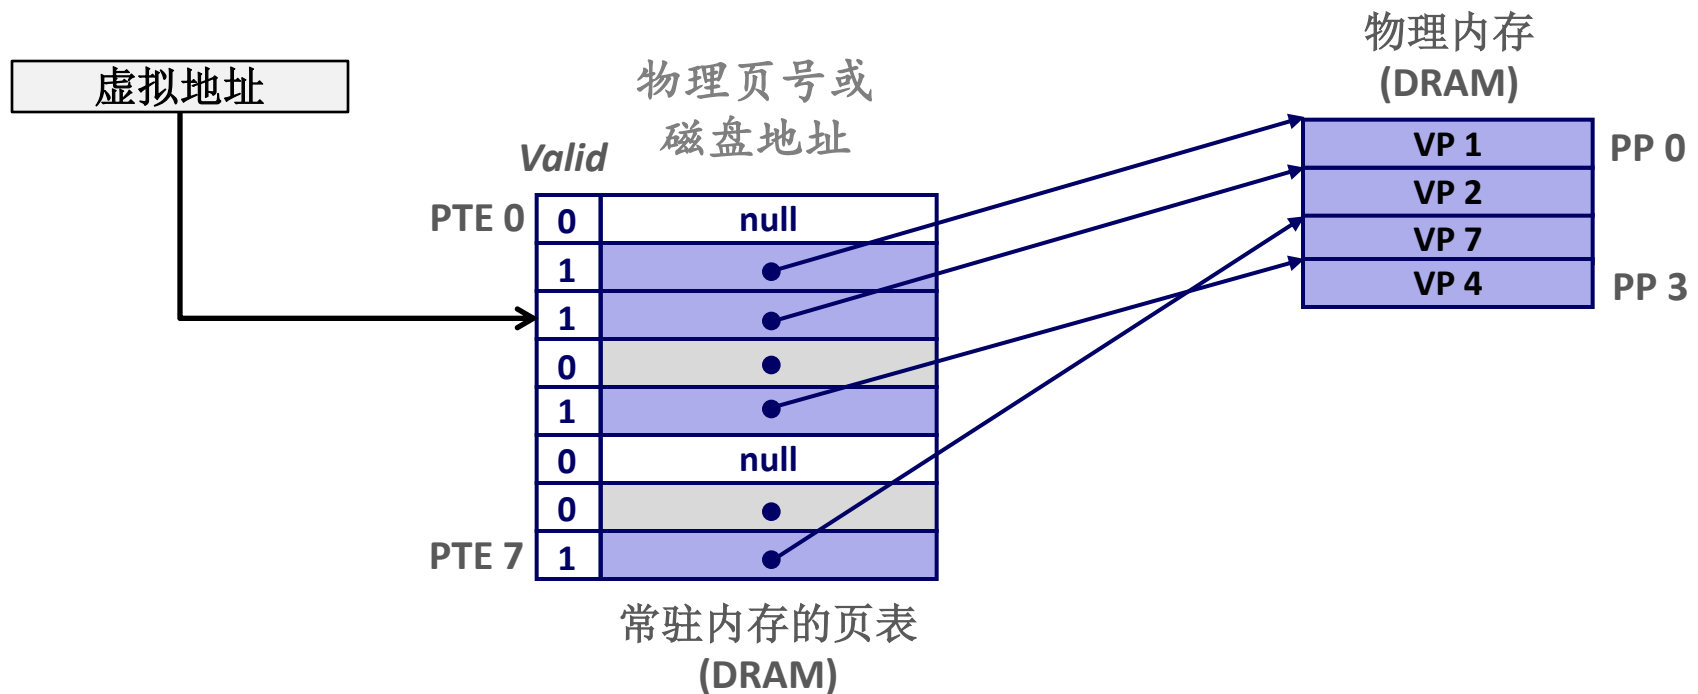 物理内存
(DRAM)
虚拟地址
物理页号或
磁盘地址
Valid
VP 1
PP 0
VP 2
VP 7
VP 4
PP 3
PTE 0
0
null
1
1
0
1
0
null
0
PTE 7
1
常驻内存的页表
(DRAM)